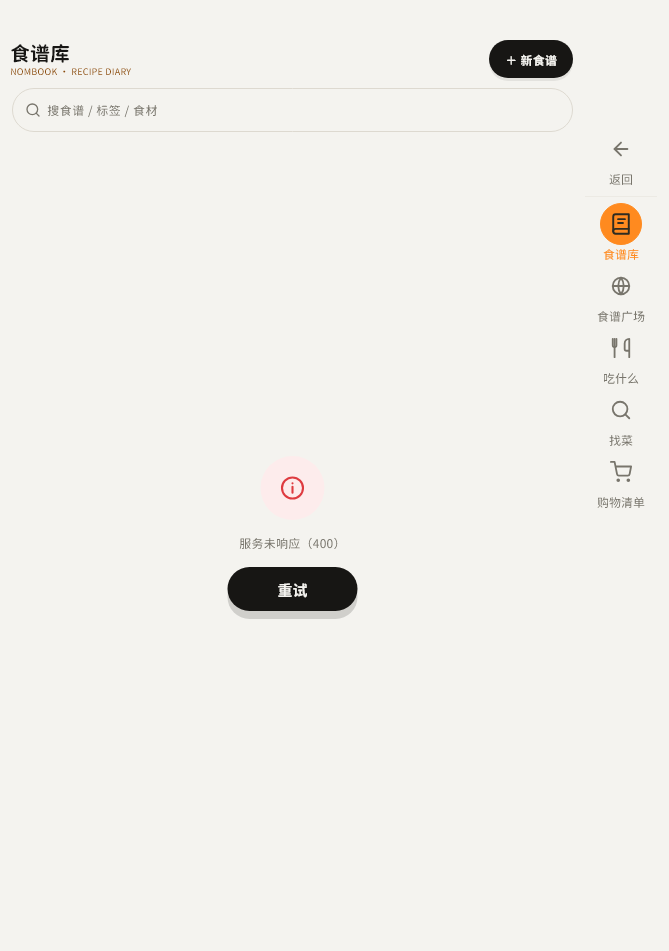 食谱库
NOMBOOK · RECIPE DIARY
+ 新食谱
搜食谱 / 标签 / 食材
返回
食谱库
食谱广场
吃什么
找菜
购物清单
服务未响应（400）
重试